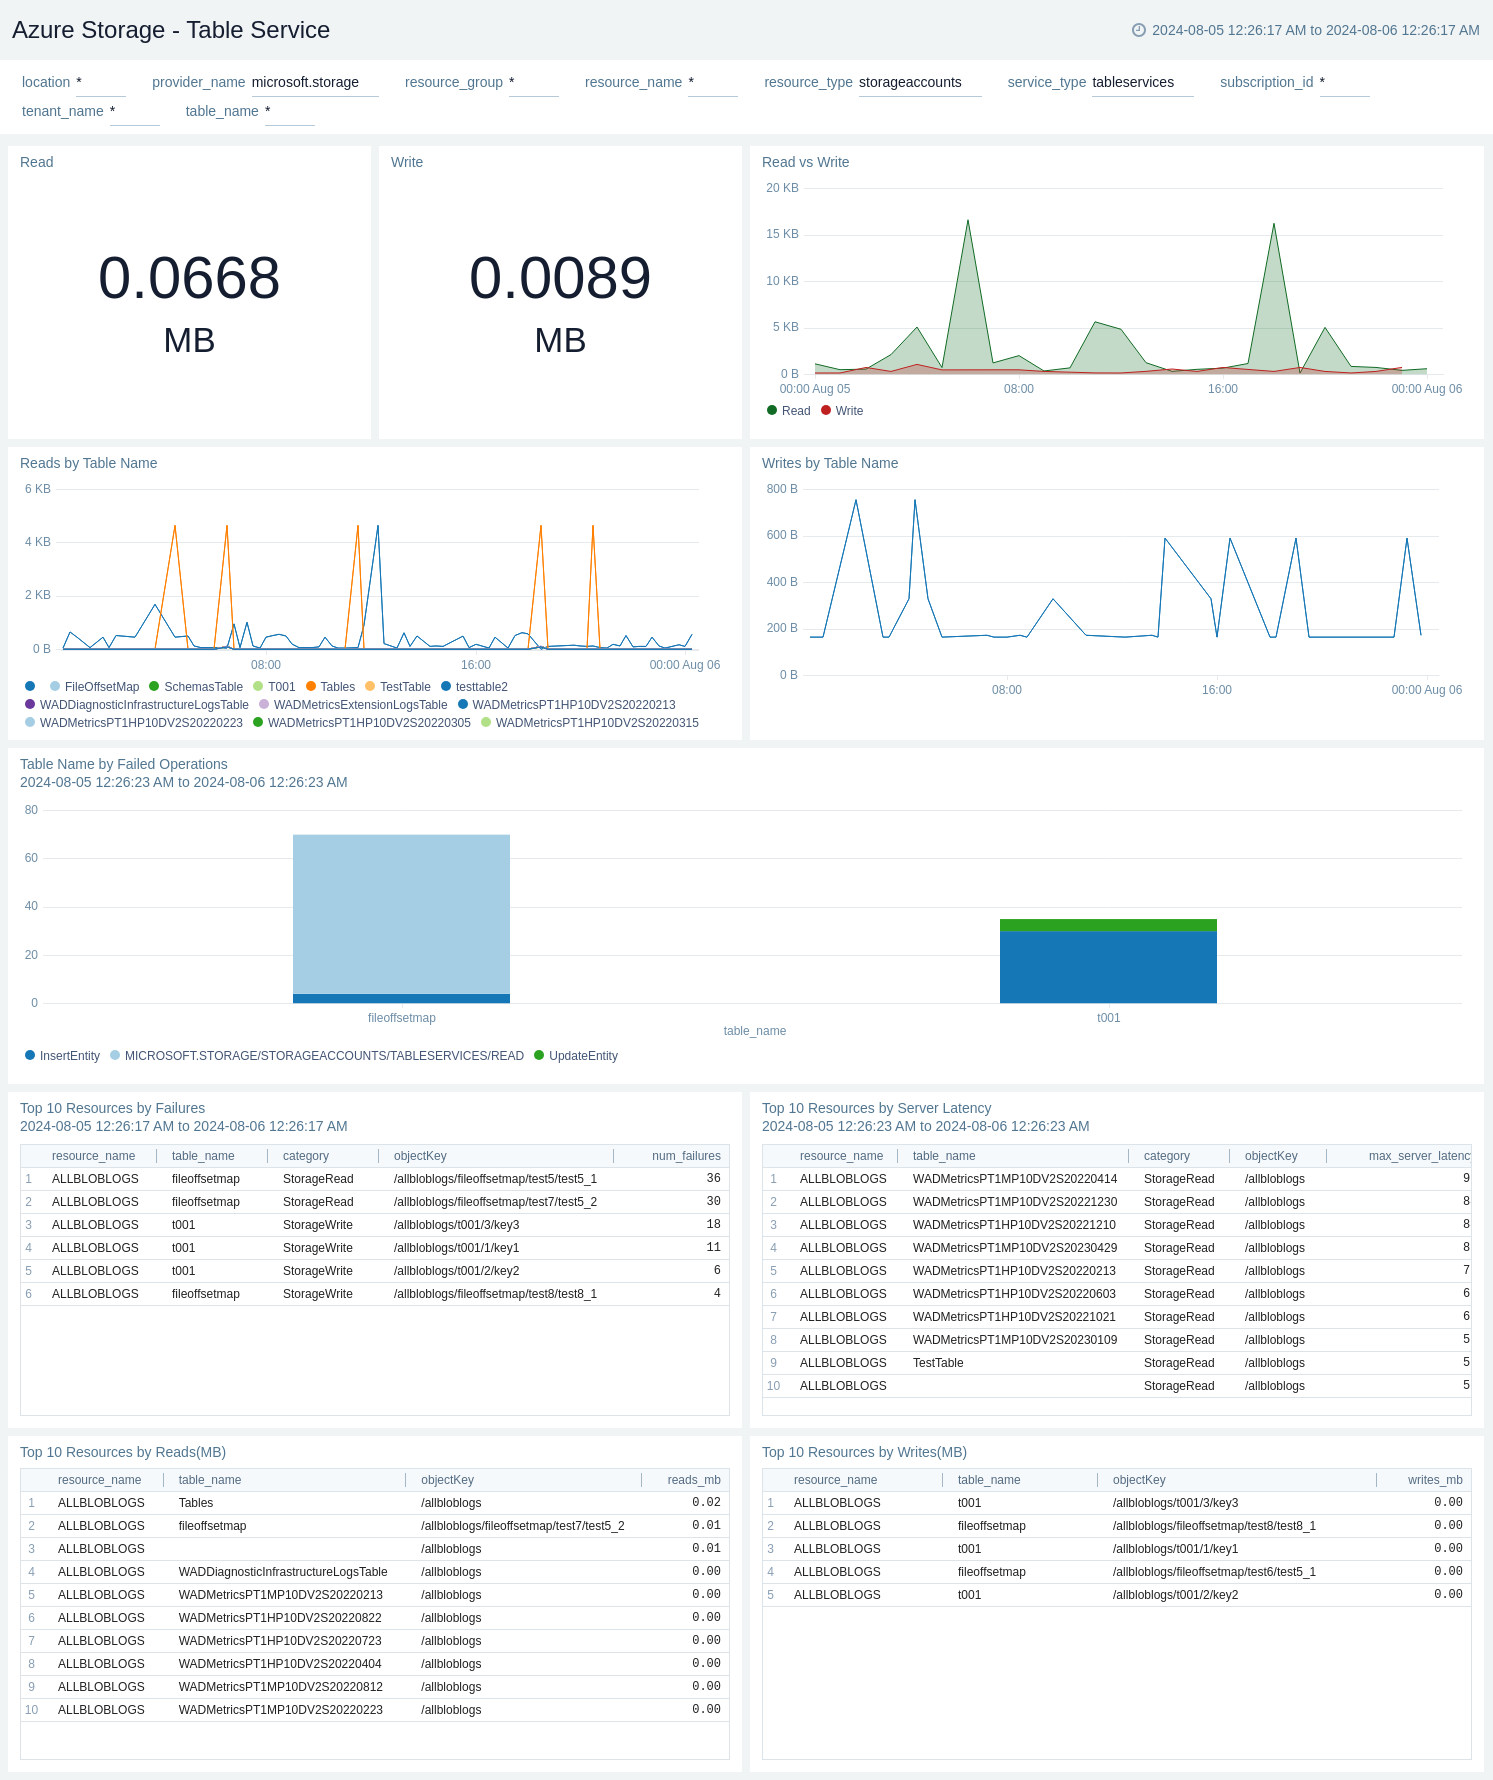 Azure Storage - Table Service
2024-08-05 12:26:17 AM to 2024-08-06 12:26:17 AM
location * provider_name microsoft.storage resource_group * resource_name * resource_type storageaccounts service_type tableservices subscription_id *
tenant_name * table_name *
Read
0.0668
MB
Write
0.0089
MB
Read vs Write
20 KB
15 KB
10 KB
5 KB
0 B
00:00 Aug 05 08:00 16:00 00:00 Aug 06
Read Write
Reads by Table Name
6 KB
4 KB
2 KB
0 B
08:00 16:00 00:00 Aug 06
FileOffsetMap SchemasTable T001 Tables TestTable testtable2
WADDiagnosticInfrastructureLogsTable WADMetricsExtensionLogsTable WADMetricsPT1HP10DV2S20220213
WADMetricsPT1HP10DV2S20220223 WADMetricsPT1HP10DV2S20220305 WADMetricsPT1HP10DV2S20220315
Writes by Table Name
800 B
600 B
400 B
200 B
0 B
08:00 16:00 00:00 Aug 06
Table Name by Failed Operations
2024-08-05 12:26:23 AM to 2024-08-06 12:26:23 AM
80
60
40
20
0
fileoffsetmap t001
table_name
InsertEntity MICROSOFT.STORAGE/STORAGEACCOUNTS/TABLESERVICES/READ UpdateEntity
Top 10 Resources by Failures
2024-08-05 12:26:17 AM to 2024-08-06 12:26:17 AM
resource_name table_name category objectKey num_failures
1 ALLBLOBLOGS fileoffsetmap StorageRead /allbloblogs/fileoffsetmap/test5/test5_1 36
2 ALLBLOBLOGS fileoffsetmap StorageRead /allbloblogs/fileoffsetmap/test7/test5_2 30
3 ALLBLOBLOGS t001 StorageWrite /allbloblogs/t001/3/key3 18
4 ALLBLOBLOGS t001 StorageWrite /allbloblogs/t001/1/key1 11
5 ALLBLOBLOGS t001 StorageWrite /allbloblogs/t001/2/key2 6
6 ALLBLOBLOGS fileoffsetmap StorageWrite /allbloblogs/fileoffsetmap/test8/test8_1 4
Top 10 Resources by Server Latency
2024-08-05 12:26:23 AM to 2024-08-06 12:26:23 AM
resource_name table_name category objectKey max_server_latenc
1 ALLBLOBLOGS WADMetricsPT1MP10DV2S20220414 StorageRead /allbloblogs 9
2 ALLBLOBLOGS WADMetricsPT1MP10DV2S20221230 StorageRead /allbloblogs 8
3 ALLBLOBLOGS WADMetricsPT1HP10DV2S20221210 StorageRead /allbloblogs 8
4 ALLBLOBLOGS WADMetricsPT1MP10DV2S20230429 StorageRead /allbloblogs 8
5 ALLBLOBLOGS WADMetricsPT1HP10DV2S20220213 StorageRead /allbloblogs 7
6 ALLBLOBLOGS WADMetricsPT1HP10DV2S20220603 StorageRead /allbloblogs 6
7 ALLBLOBLOGS WADMetricsPT1HP10DV2S20221021 StorageRead /allbloblogs 6
8 ALLBLOBLOGS WADMetricsPT1MP10DV2S20230109 StorageRead /allbloblogs 5
9 ALLBLOBLOGS TestTable StorageRead /allbloblogs 5
10 ALLBLOBLOGS StorageRead /allbloblogs 5
Top 10 Resources by Reads(MB)
resource_name table_name objectKey reads_mb
1 ALLBLOBLOGS Tables /allbloblogs 0.02
2 ALLBLOBLOGS fileoffsetmap /allbloblogs/fileoffsetmap/test7/test5_2 0.01
3 ALLBLOBLOGS /allbloblogs 0.01
4 ALLBLOBLOGS WADDiagnosticInfrastructureLogsTable /allbloblogs 0.00
5 ALLBLOBLOGS WADMetricsPT1MP10DV2S20220213 /allbloblogs 0.00
6 ALLBLOBLOGS WADMetricsPT1HP10DV2S20220822 /allbloblogs 0.00
7 ALLBLOBLOGS WADMetricsPT1HP10DV2S20220723 /allbloblogs 0.00
8 ALLBLOBLOGS WADMetricsPT1HP10DV2S20220404 /allbloblogs 0.00
9 ALLBLOBLOGS WADMetricsPT1MP10DV2S20220812 /allbloblogs 0.00
10 ALLBLOBLOGS WADMetricsPT1MP10DV2S20220223 /allbloblogs 0.00
Top 10 Resources by Writes(MB)
resource_name table_name objectKey writes_mb
1 ALLBLOBLOGS t001 /allbloblogs/t001/3/key3 0.00
2 ALLBLOBLOGS fileoffsetmap /allbloblogs/fileoffsetmap/test8/test8_1 0.00
3 ALLBLOBLOGS t001 /allbloblogs/t001/1/key1 0.00
4 ALLBLOBLOGS fileoffsetmap /allbloblogs/fileoffsetmap/test6/test5_1 0.00
5 ALLBLOBLOGS t001 /allbloblogs/t001/2/key2 0.00